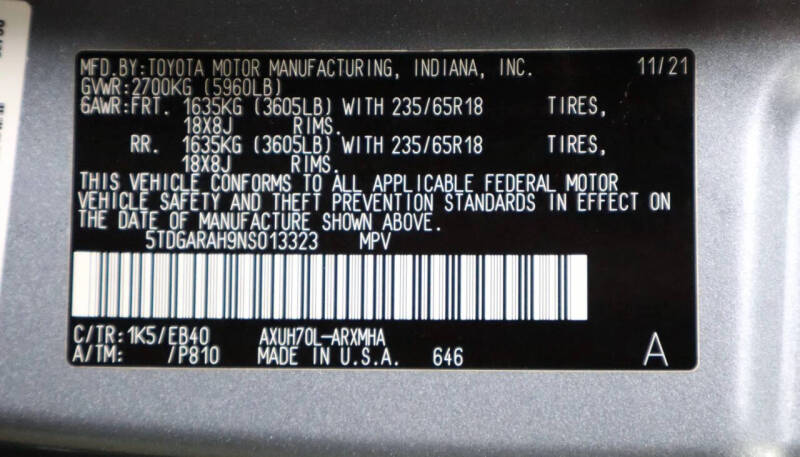 MFD.BY:TOYOTA MOTOR MANUFACTURING, INDIANA, INC. 11/21
GVWR:2700KG (5960LB)
GAWR:FRT. 1635KG (3605LB) WITH 235/65R18 TIRES,
18X8J RIMS.
RR. 1635KG (3605LB) WITH 235/65R18 TIRES,
18X8J RIMS.
THIS VEHICLE CONFORMS TO ALL APPLICABLE FEDERAL MOTOR
VEHICLE SAFETY AND THEFT PREVENTION STANDARDS IN EFFECT ON
THE DATE OF MANUFACTURE SHOWN ABOVE.
5TDGARAH9NS013323 MPV
C/TR:1K5/EB40 AXUH70L-ARXMHA
A/TM: /P810 MADE IN U.S.A. 646 A